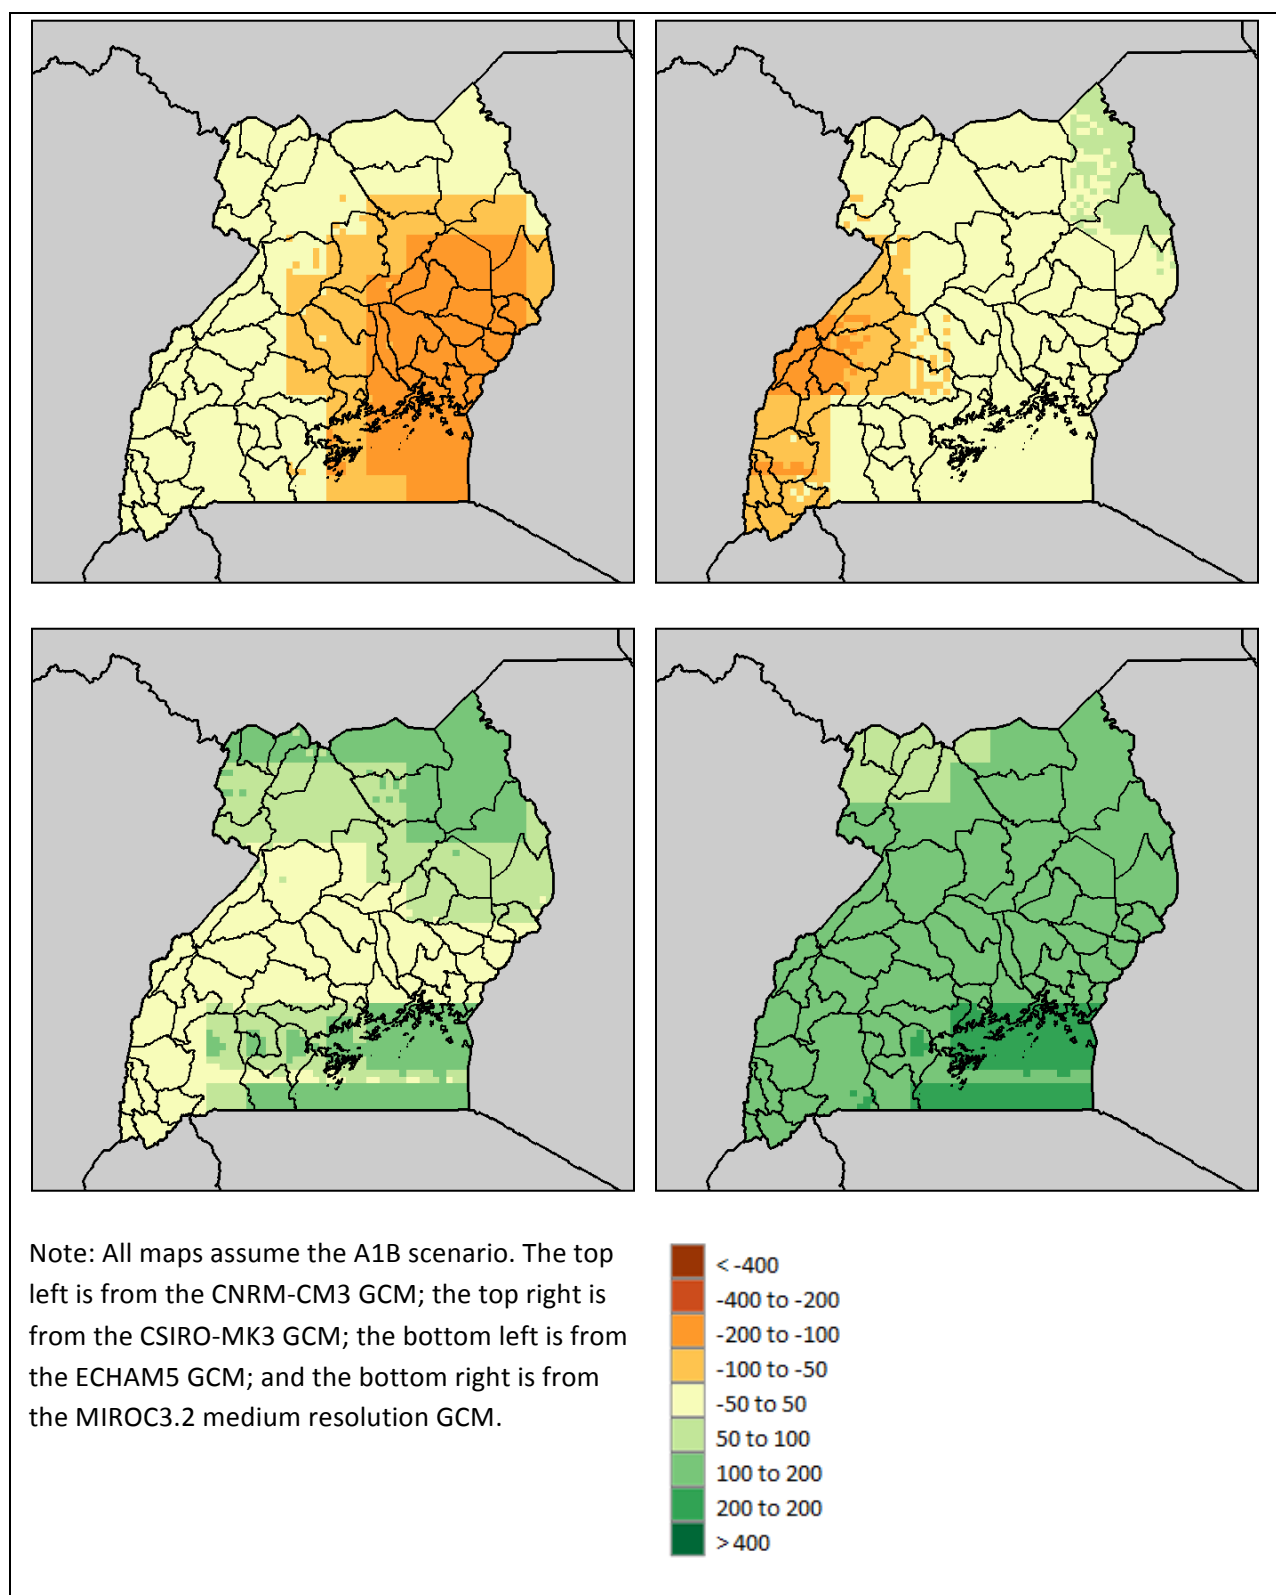 Note: All maps assume the A1B scenario. The top
left is from the CNRM-CM3 GCM; the top right is
from the CSIRO-MK3 GCM; the bottom left is from
the ECHAM5 GCM; and the bottom right is from
the MIROC3.2 medium resolution GCM.
< -400
-400 to -200
-200 to -100
-100 to -50
-50 to 50
50 to 100
100 to 200
200 to 200
> 400